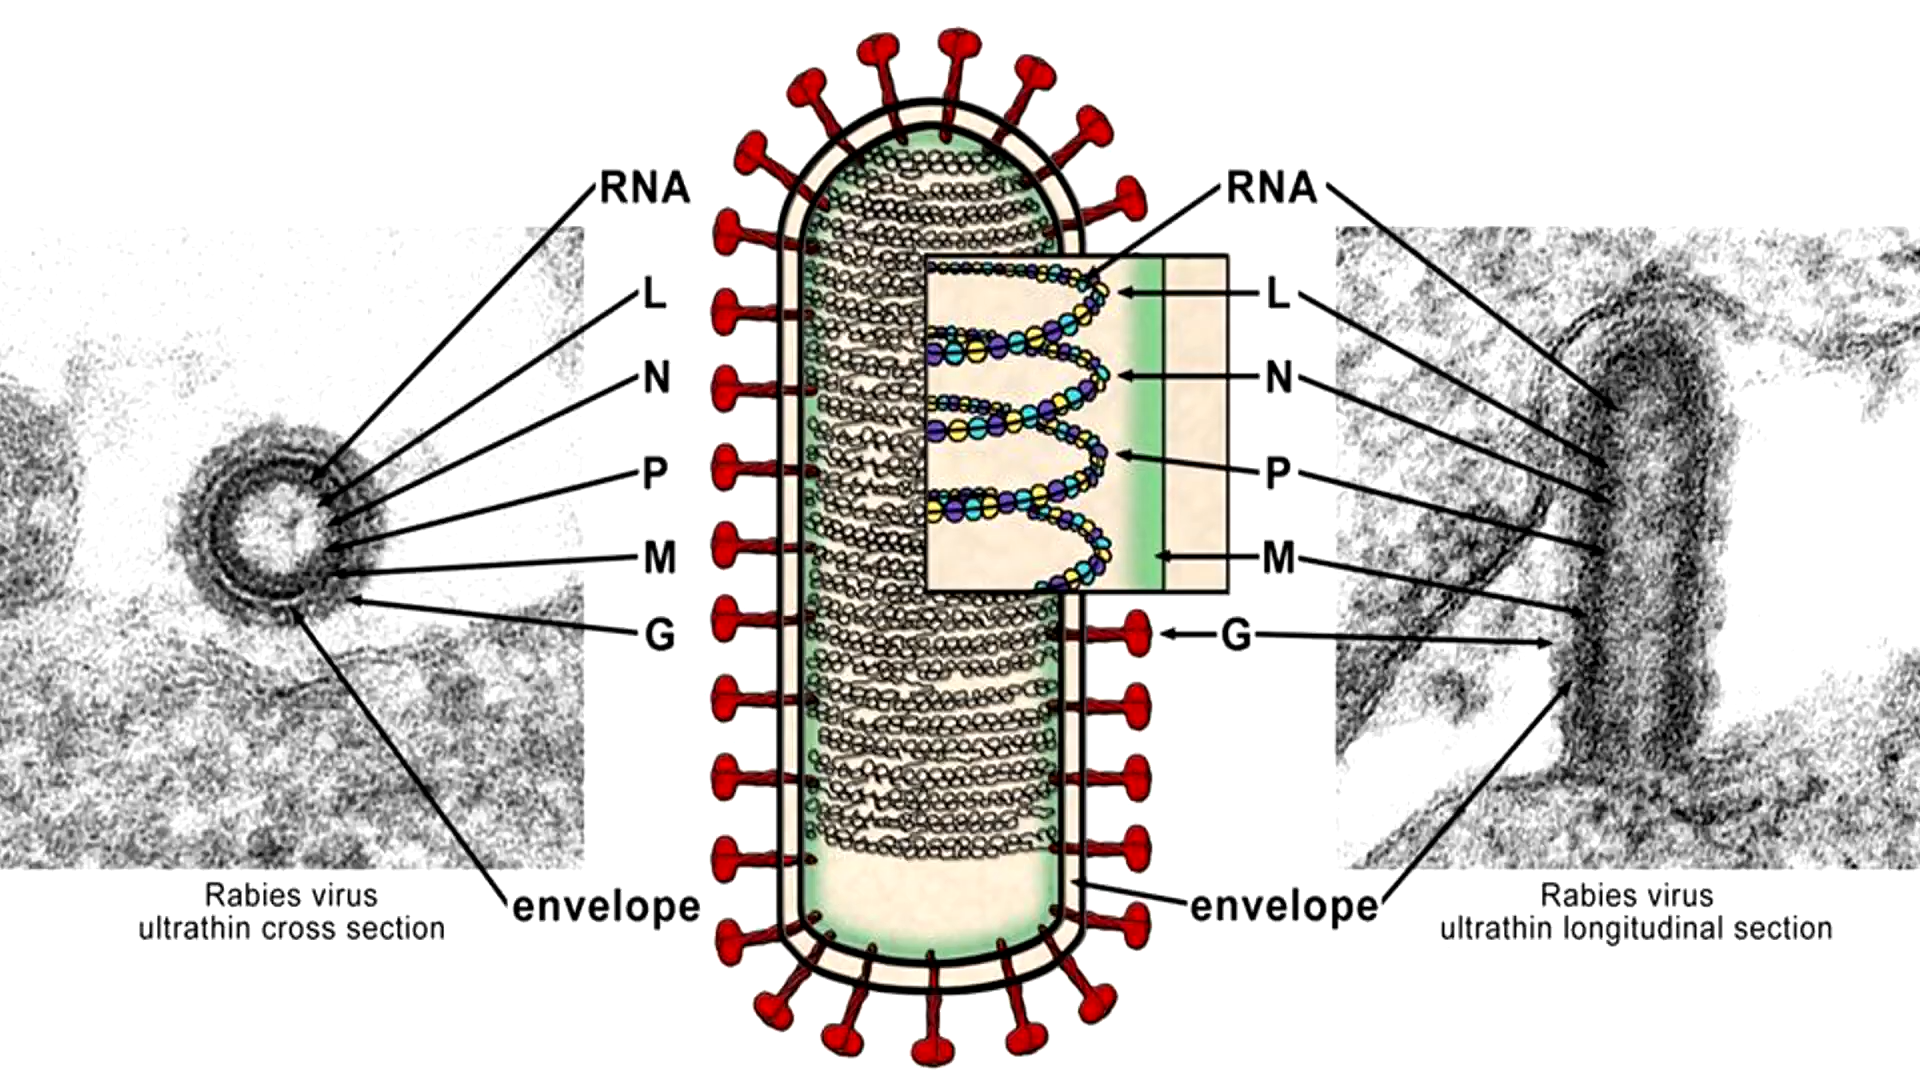 RNA
L
N
P
M
G
envelope
Rabies virus
ultrathin cross section
RNA
L
N
P
M
G
envelope
Rabies virus
ultrathin longitudinal section